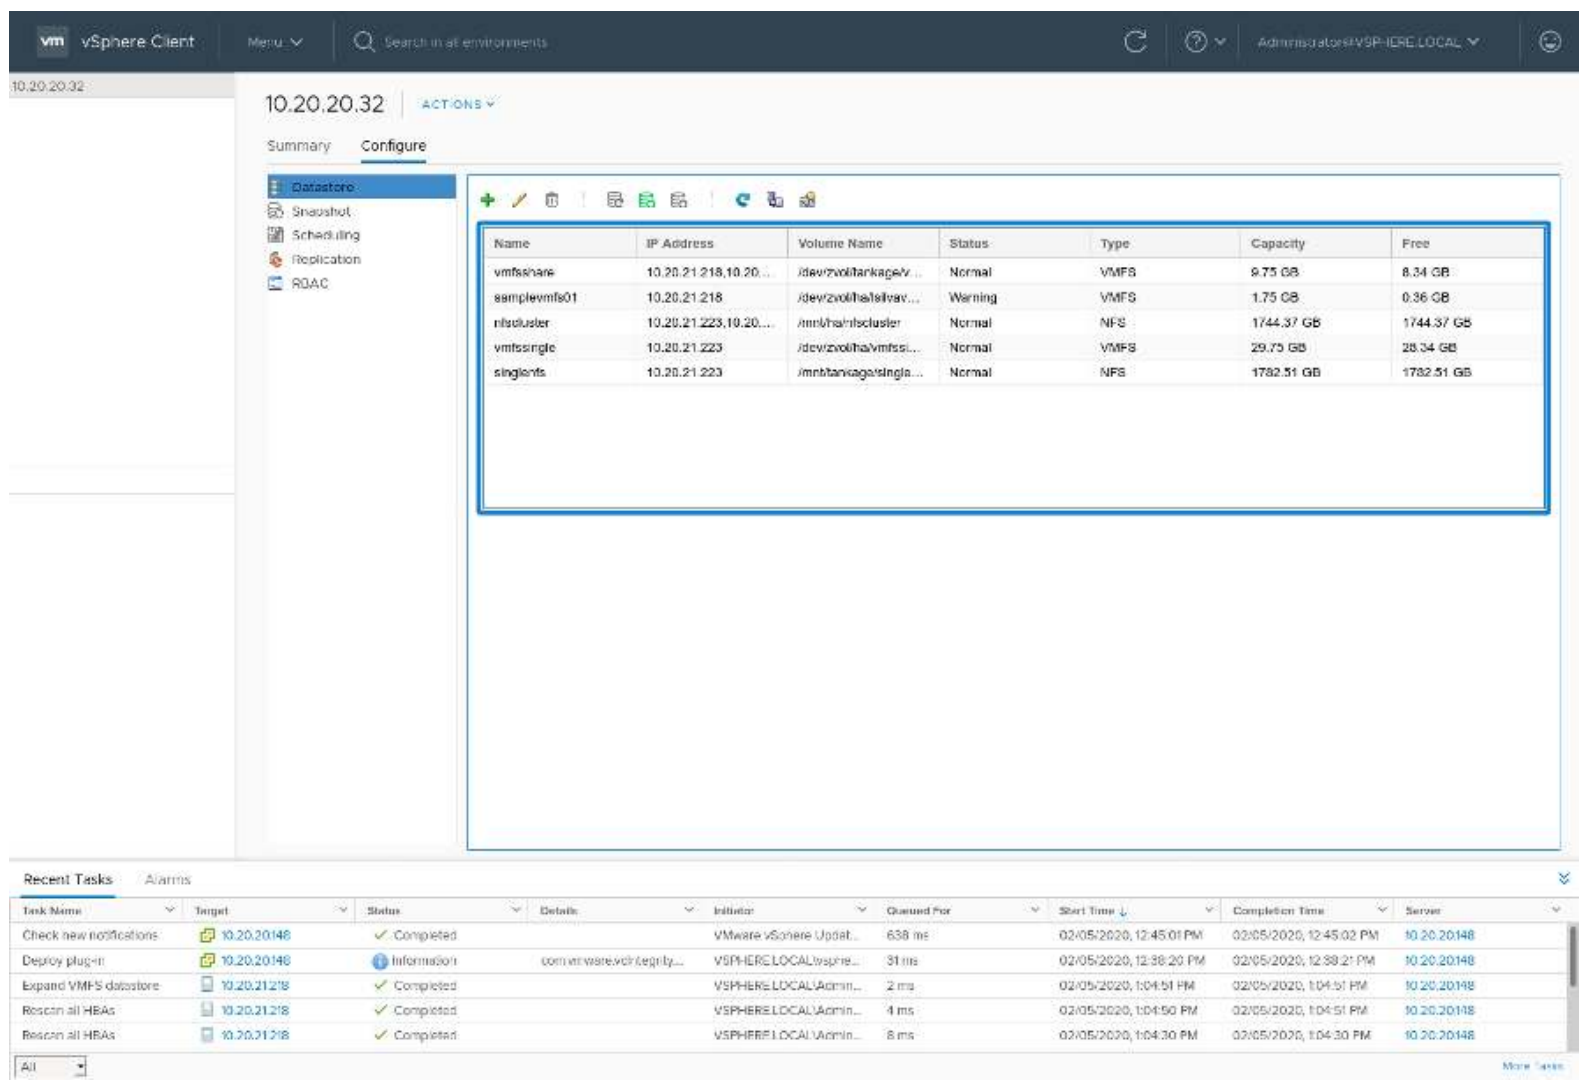 vm vSphere Client Menu Search in all environments Administrator@VSPHERE.LOCAL
10.20.20.32
10.20.20.32 ACTIONS
Summary Configure
Datastore
Snapshot
Scheduling
Replication
RBAC
Name IP Address Volume Name Status Type Capacity Free
vmfsshare 10.20.21.218,10.20.... /dev/zvol/tankage/v... Normal VMFS 9.75 GB 8.34 GB
samplevmfs01 10.20.21.218 /dev/zvol/ha/isilvav... Warning VMFS 1.75 GB 0.36 GB
nfscluster 10.20.21.223,10.20.... /mnt/ha/nfscluster Normal NFS 1744.37 GB 1744.37 GB
vmfssingle 10.20.21.223 /dev/zvol/ha/vmfssi... Normal VMFS 29.75 GB 28.34 GB
singlenfs 10.20.21.223 /mnt/tankage/single... Normal NFS 1782.51 GB 1782.51 GB
Recent Tasks Alarms
Task Name Target Status Details Initiator Queued For Start Time ↓ Completion Time Server
Check new notifications 10.20.20.148 Completed VMware vSphere Updat... 638 ms 02/05/2020, 12:45:01 PM 02/05/2020, 12:45:02 PM 10.20.20.148
Deploy plug-in 10.20.20.148 Information com.vmware.vcIntegrity... VSPHERE.LOCAL\vsphe... 31 ms 02/05/2020, 12:38:20 PM 02/05/2020, 12:38:21 PM 10.20.20.148
Expand VMFS datastore 10.20.21.218 Completed VSPHERE.LOCAL\Admin... 2 ms 02/05/2020, 1:04:51 PM 02/05/2020, 1:04:51 PM 10.20.20.148
Rescan all HBAs 10.20.21.218 Completed VSPHERE.LOCAL\Admin... 4 ms 02/05/2020, 1:04:50 PM 02/05/2020, 1:04:51 PM 10.20.20.148
Rescan all HBAs 10.20.21.218 Completed VSPHERE.LOCAL\Admin... 8 ms 02/05/2020, 1:04:30 PM 02/05/2020, 1:04:30 PM 10.20.20.148
All More Tasks